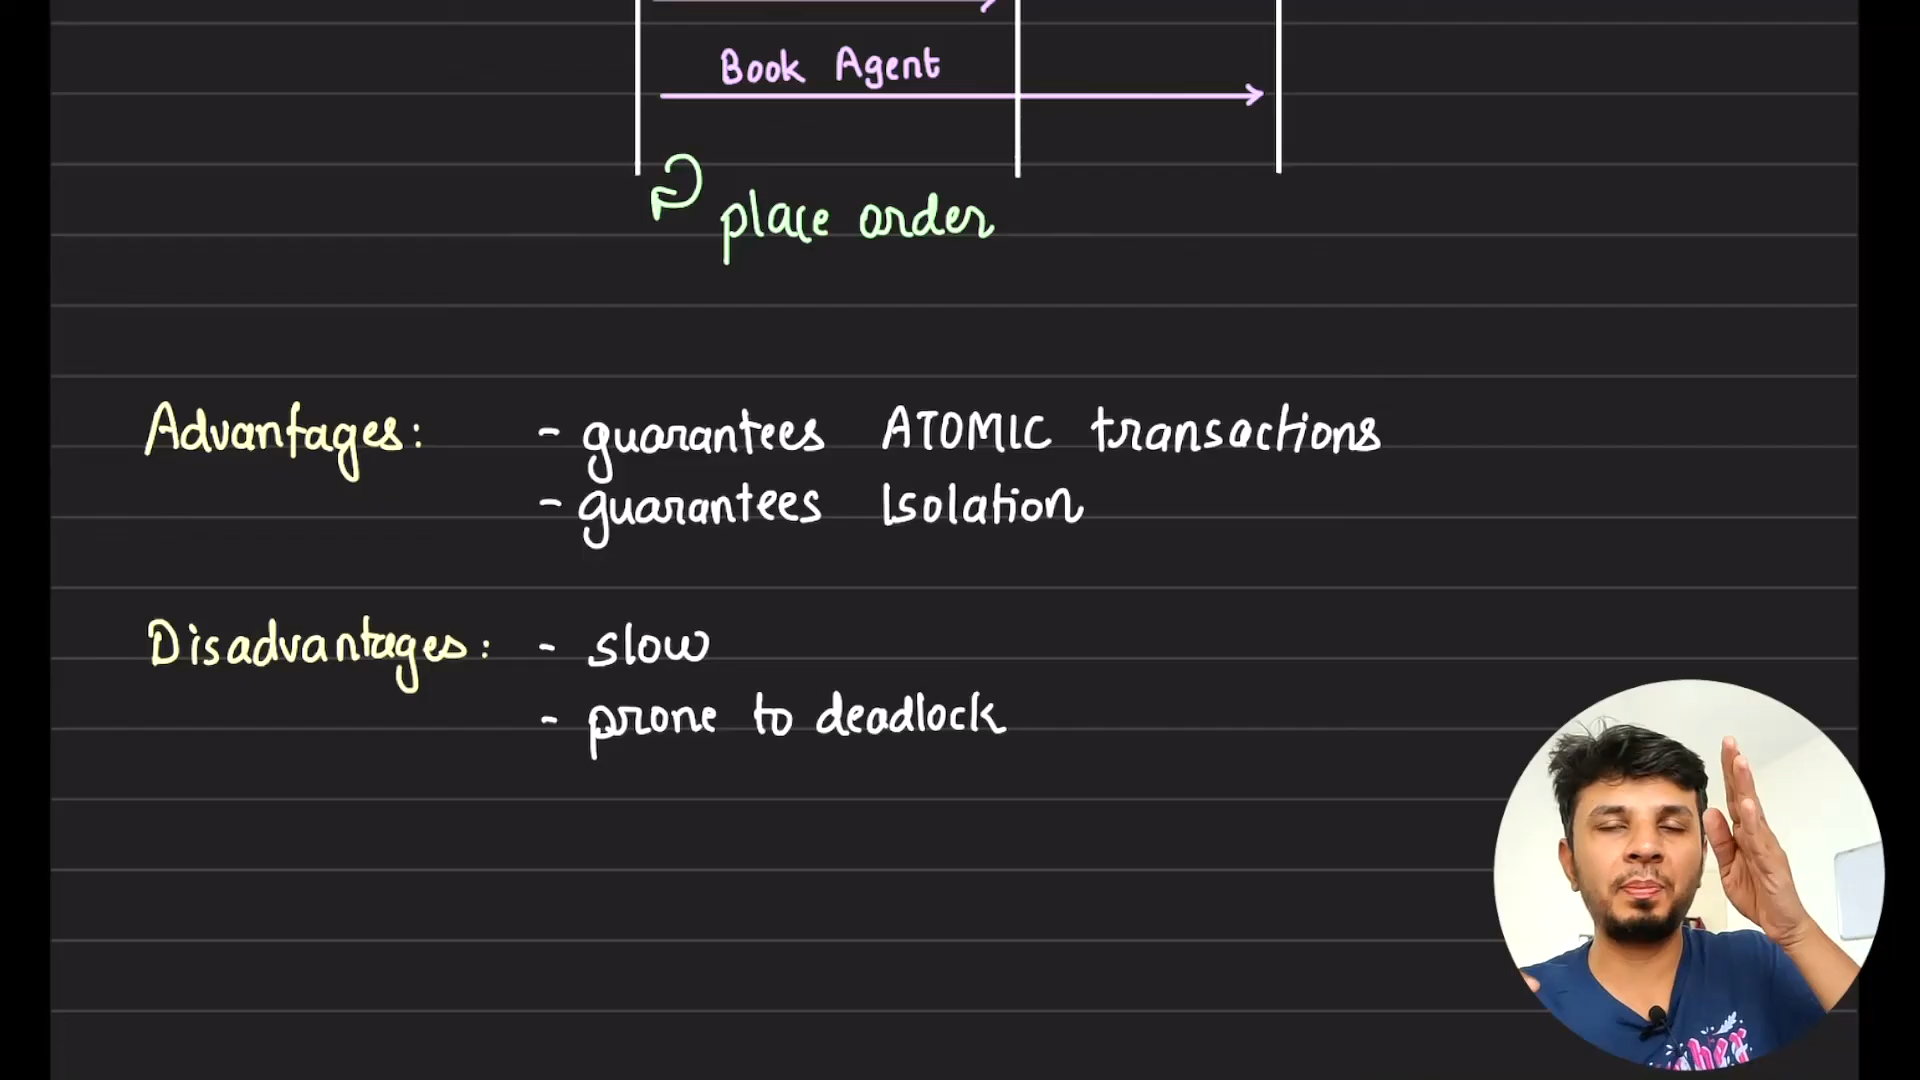 Book Agent
place order
Advantages: - guarantees ATOMIC transactions
- guarantees Isolation
Disadvantages: - slow
- prone to deadlock